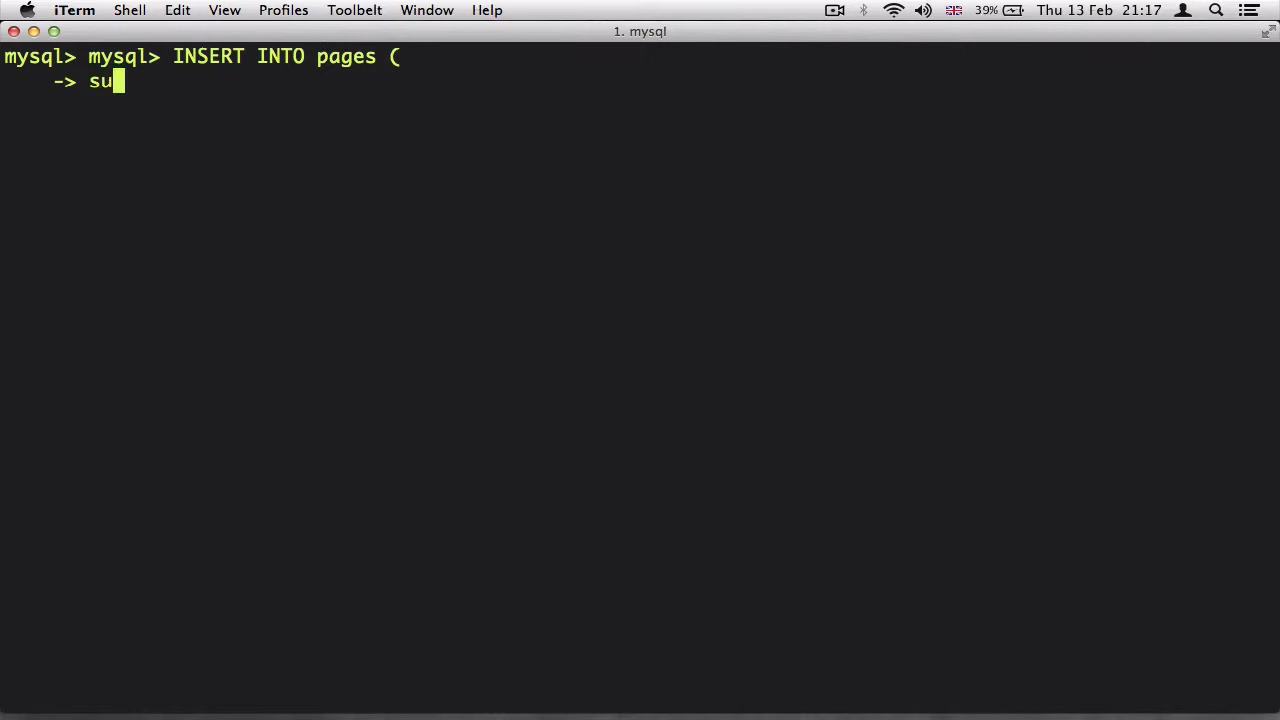 iTerm Shell Edit View Profiles Toolbelt Window Help 39% Thu 13 Feb 21:17
1. mysql
mysql> mysql> INSERT INTO pages (
-> su